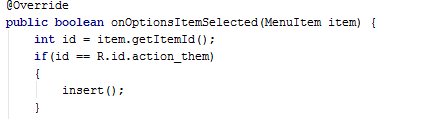 @Override
public boolean onOptionsItemSelected(MenuItem item) {
int id = item.getItemId();
if(id == R.id.action_them)
{
insert();
}